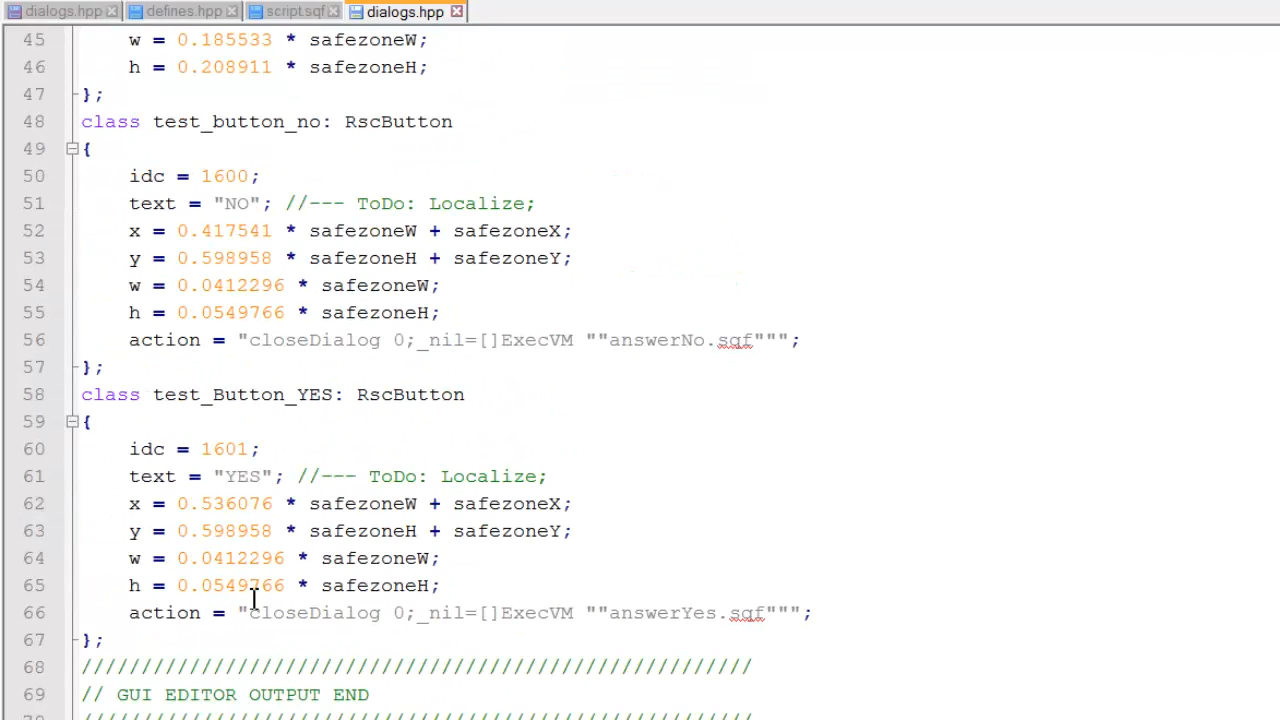 dialogs.hpp defines.hpp script.sqf dialogs.hpp
45 w = 0.185533 * safezoneW;
46 h = 0.208911 * safezoneH;
47 };
48 class test_button_no: RscButton
49 {
50 idc = 1600;
51 text = "NO"; //--- ToDo: Localize;
52 x = 0.417541 * safezoneW + safezoneX;
53 y = 0.598958 * safezoneH + safezoneY;
54 w = 0.0412296 * safezoneW;
55 h = 0.0549766 * safezoneH;
56 action = "closeDialog 0;_nil=[]ExecVM ""answerNo.sqf""";
57 };
58 class test_Button_YES: RscButton
59 {
60 idc = 1601;
61 text = "YES"; //--- ToDo: Localize;
62 x = 0.536076 * safezoneW + safezoneX;
63 y = 0.598958 * safezoneH + safezoneY;
64 w = 0.0412296 * safezoneW;
65 h = 0.0549766 * safezoneH;
66 action = "closeDialog 0;_nil=[]ExecVM ""answerYes.sqf""";
67 };
68 ////////////////////////////////////////////////////////
69 // GUI EDITOR OUTPUT END